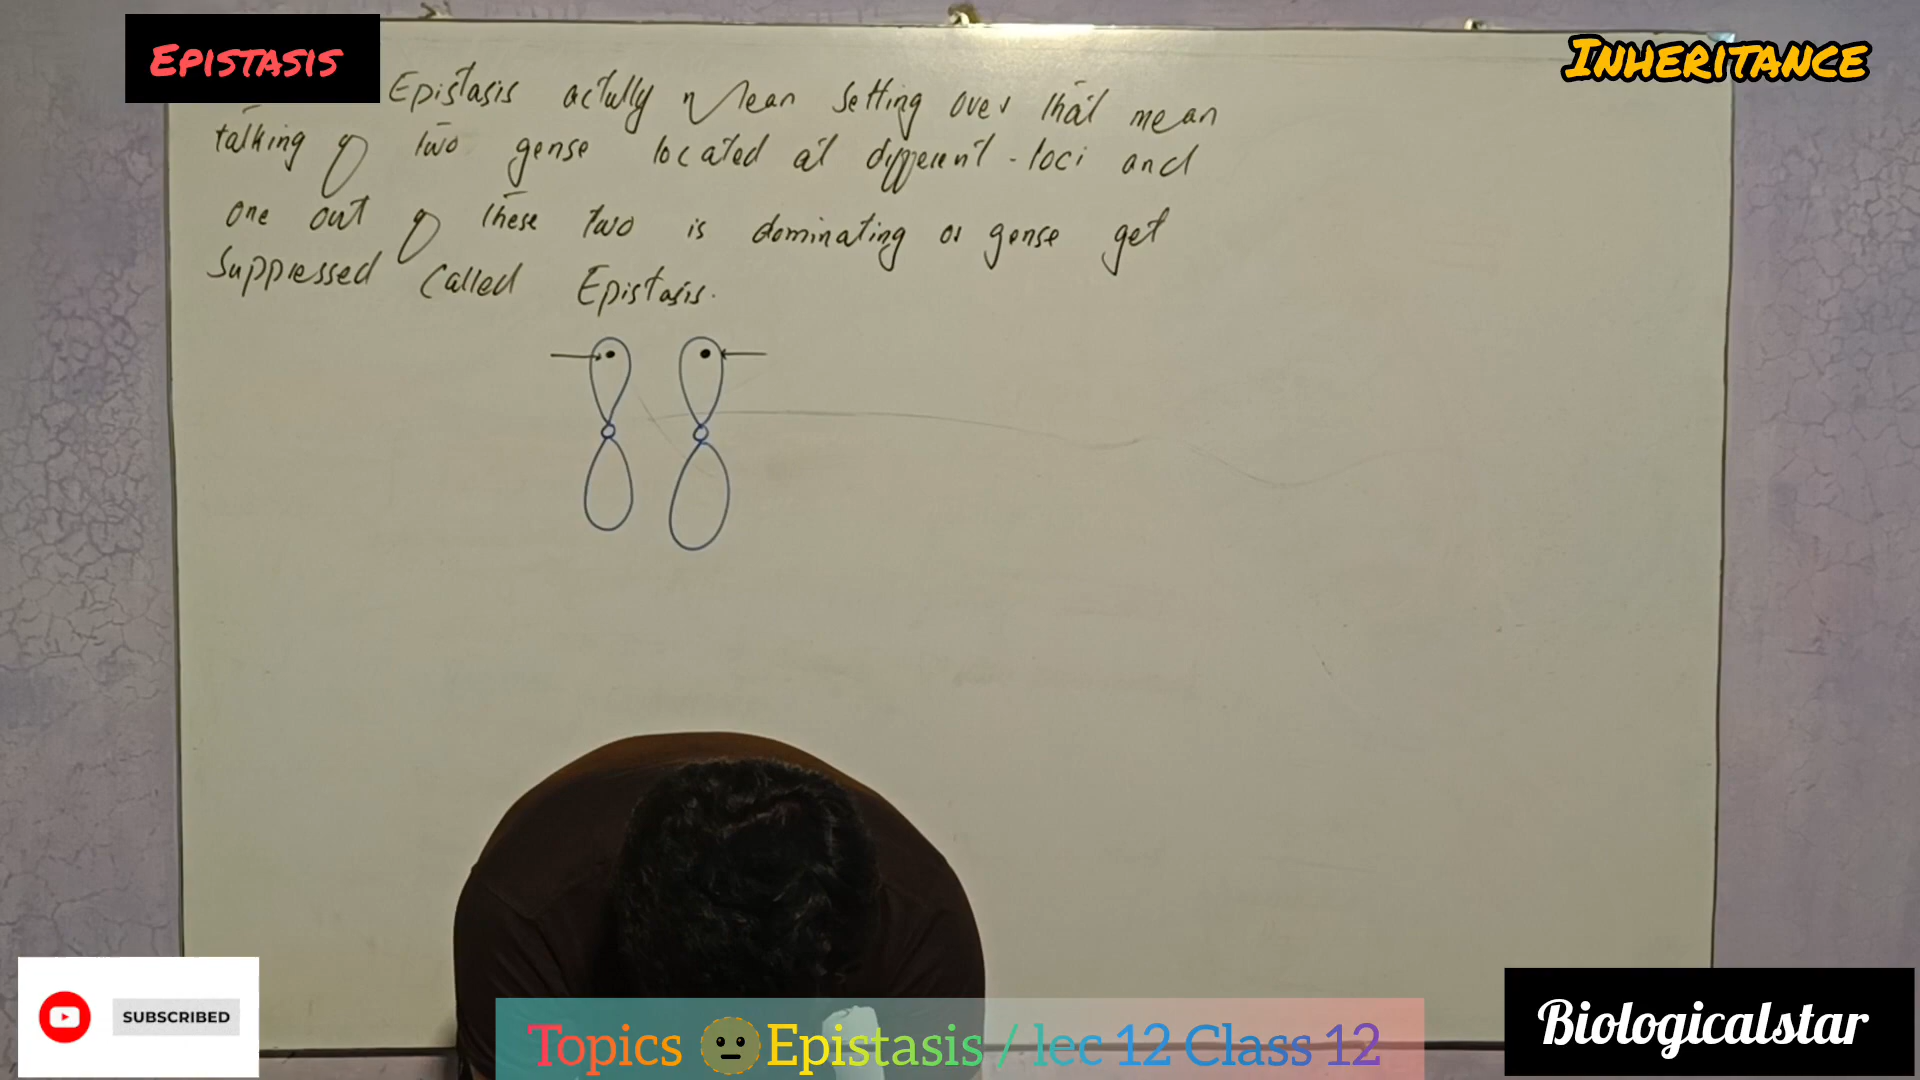 EPISTASIS
INHERITANCE
Epistasis actully Mean Setting over that mean
talking of two gense located at different-loci and
one out of these two is dominating or gense get
Suppressed Called Epistasis.
SUBSCRIBED
Topics 😐Epistasis / lec 12 Class 12
Biologicalstar